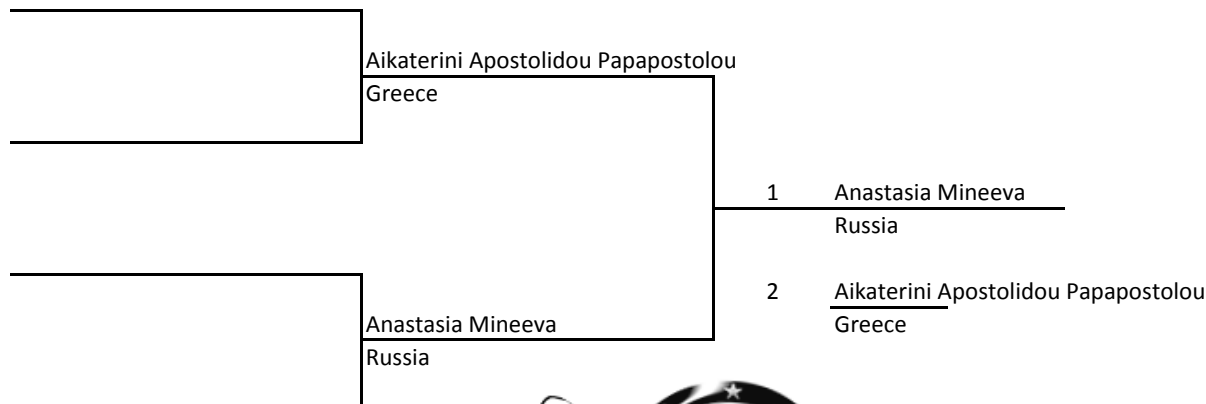 Aikaterini Apostolidou Papapostolou
Greece
1 Anastasia Mineeva
Russia
2 Aikaterini Apostolidou Papapostolou
Greece
Anastasia Mineeva
Russia